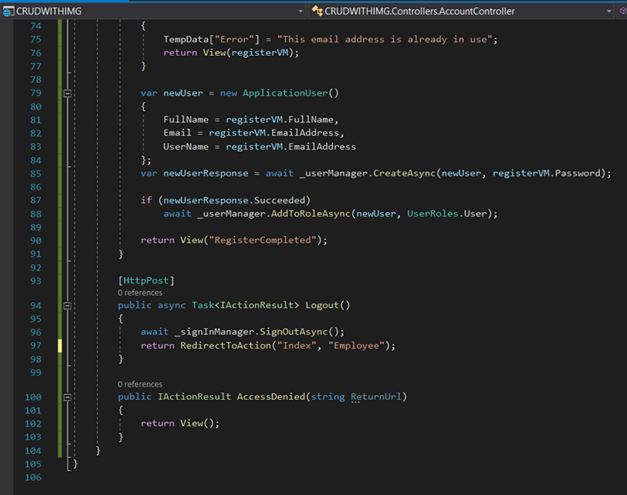 CRUDWITHIMG CRUDWITHIMG.Controllers.AccountController
74 {
75 TempData["Error"] = "This email address is already in use";
76 return View(registerVM);
77 }
78
79 var newUser = new ApplicationUser()
80 {
81 FullName = registerVM.FullName,
82 Email = registerVM.EmailAddress,
83 UserName = registerVM.EmailAddress
84 };
85 var newUserResponse = await _userManager.CreateAsync(newUser, registerVM.Password);
86
87 if (newUserResponse.Succeeded)
88 await _userManager.AddToRoleAsync(newUser, UserRoles.User);
89
90 return View("RegisterCompleted");
91 }
92
93 [HttpPost]
0 references
94 public async Task<IActionResult> Logout()
95 {
96 await _signInManager.SignOutAsync();
97 return RedirectToAction("Index", "Employee");
98 }
99
0 references
100 public IActionResult AccessDenied(string ReturnUrl)
101 {
102 return View();
103 }
104 }
105 }
106